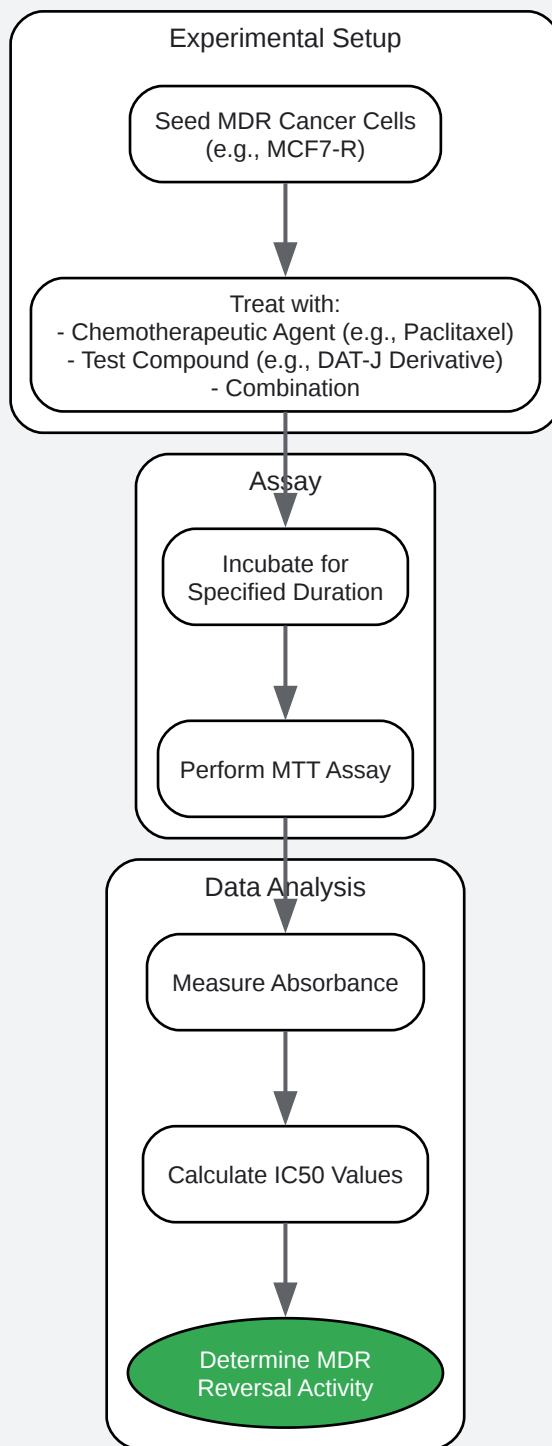 Experimental Setup
Seed MDR Cancer Cells
(e.g., MCF7-R)
Treat with:
- Chemotherapeutic Agent (e.g., Paclitaxel)
- Test Compound (e.g., DAT-J Derivative)
- Combination
Assay
Incubate for
Specified Duration
Perform MTT Assay
Data Analysis
Measure Absorbance
Calculate IC50 Values
Determine MDR
Reversal Activity